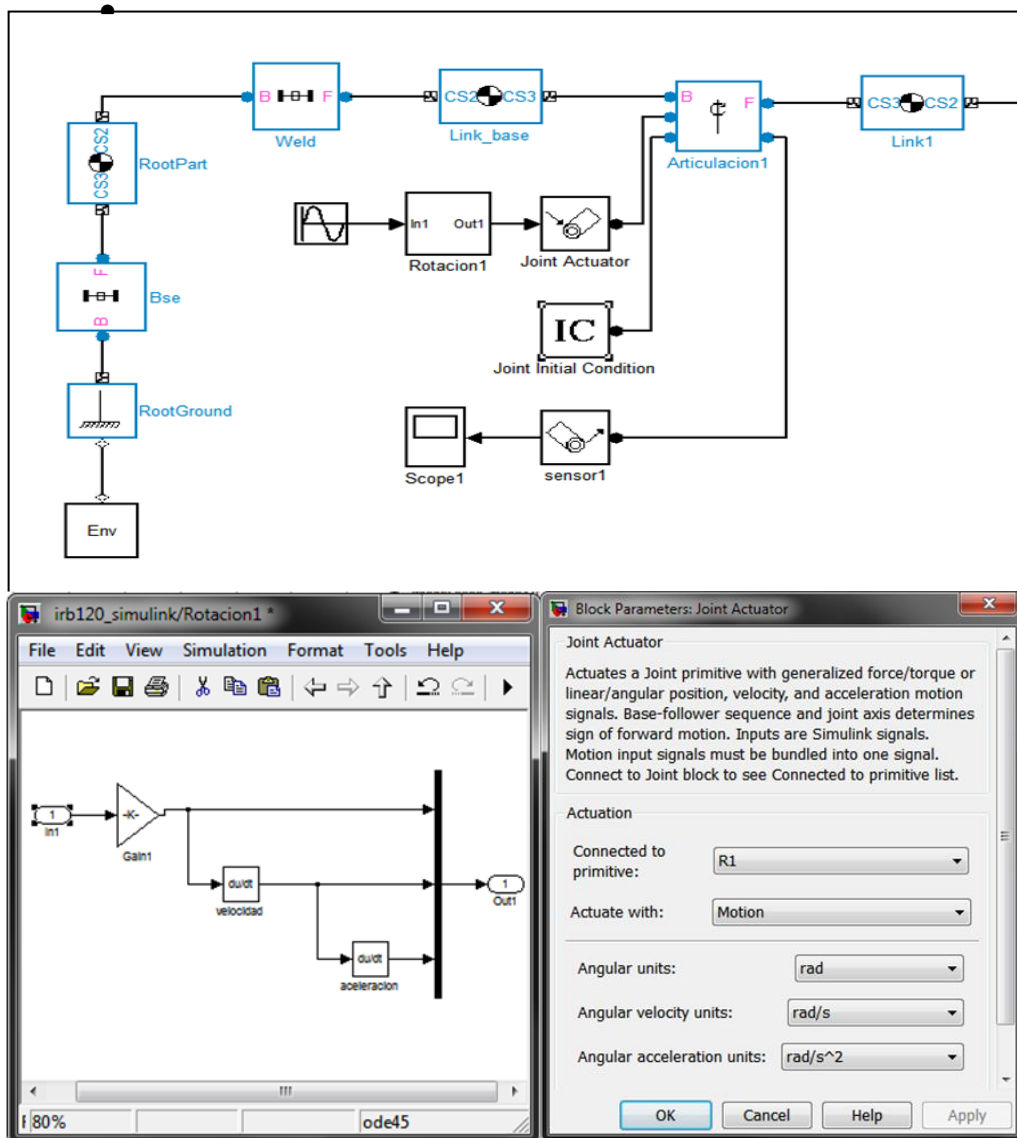 B F
Weld
CS2 CS3
Link_base
B F
Articulacion1
CS3 CS2
Link1
CS3 CS2
RootPart
In1 Out1
Rotacion1
Joint Actuator
F
B
Bse
IC
Joint Initial Condition
RootGround
Scope1
sensor1
Env
irb120_simulink/Rotacion1 *
File Edit View Simulation Format Tools Help
1
In1
-K-
Gain1
du/dt
velocidad
1
Out1
du/dt
aceleracion
80%
ode45
Block Parameters: Joint Actuator
Joint Actuator
Actuates a Joint primitive with generalized force/torque or
linear/angular position, velocity, and acceleration motion
signals. Base-follower sequence and joint axis determines
sign of forward motion. Inputs are Simulink signals.
Motion input signals must be bundled into one signal.
Connect to Joint block to see Connected to primitive list.
Actuation
Connected to
primitive:
R1
Actuate with:
Motion
Angular units:
rad
Angular velocity units:
rad/s
Angular acceleration units:
rad/s^2
OK Cancel Help Apply